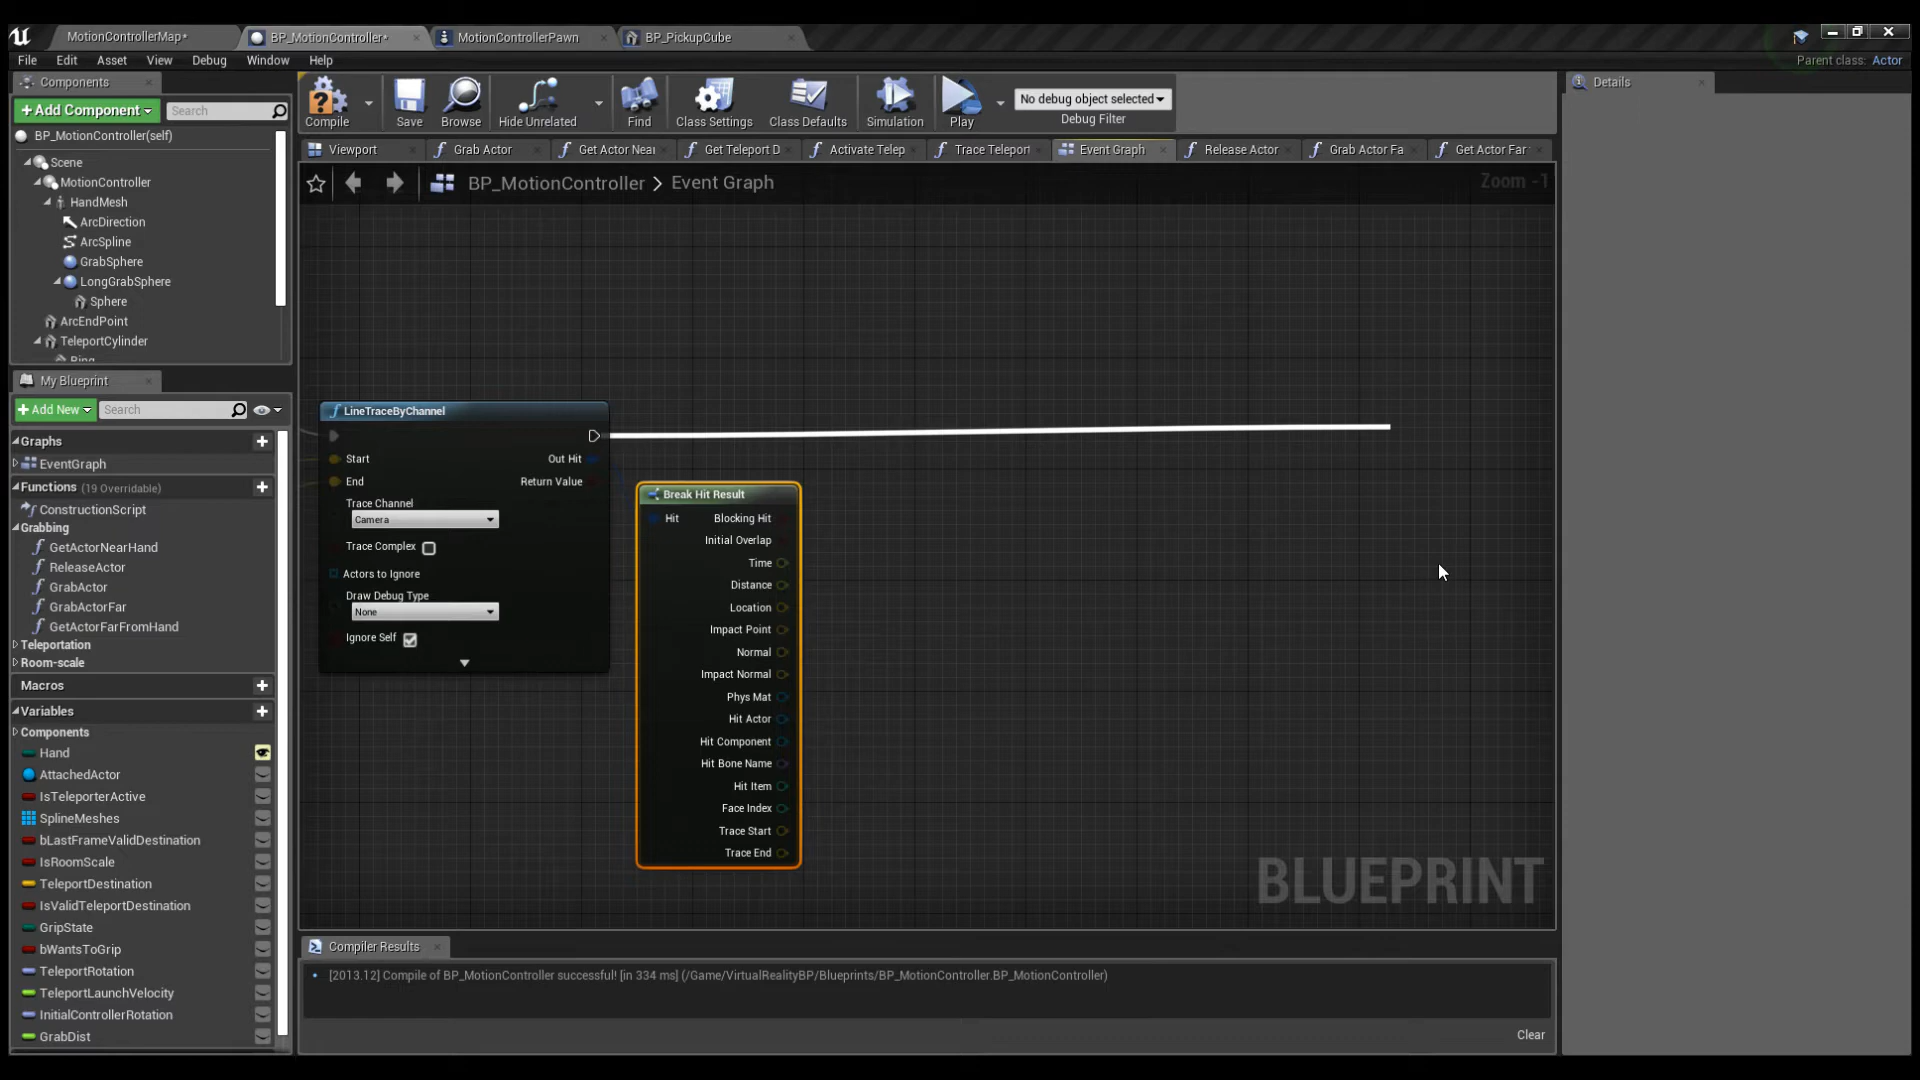 MotionControllerMap*
BP_MotionController*
MotionControllerPawn
BP_PickupCube
File Edit Asset View Debug Window Help
Parent class: Actor
Components
+ Add Component
Search
BP_MotionController(self)
Scene
MotionController
HandMesh
ArcDirection
ArcSpline
GrabSphere
LongGrabSphere
Sphere
ArcEndPoint
TeleportCylinder
Ring
My Blueprint
+ Add New
Search
Graphs
EventGraph
Functions (19 Overridable)
ConstructionScript
Grabbing
GetActorNearHand
ReleaseActor
GrabActor
GrabActorFar
GetActorFarFromHand
Teleportation
Room-scale
Macros
Variables
Components
Hand
AttachedActor
IsTeleporterActive
SplineMeshes
bLastFrameValidDestination
IsRoomScale
TeleportDestination
IsValidTeleportDestination
GripState
bWantsToGrip
TeleportRotation
TeleportLaunchVelocity
InitialControllerRotation
GrabDist
Compile
Save
Browse
Hide Unrelated
Find
Class Settings
Class Defaults
Simulation
Play
No debug object selected
Debug Filter
Viewport
Grab Actor
Get Actor Near
Get Teleport D
Activate Telep
Trace Teleport
Event Graph
Release Actor
Grab Actor Fa
Get Actor Far
BP_MotionController > Event Graph
Zoom -1
LineTraceByChannel
Start
Out Hit
End
Return Value
Trace Channel
Camera
Trace Complex
Actors to Ignore
Draw Debug Type
None
Ignore Self
Break Hit Result
Hit
Blocking Hit
Initial Overlap
Time
Distance
Location
Impact Point
Normal
Impact Normal
Phys Mat
Hit Actor
Hit Component
Hit Bone Name
Hit Item
Face Index
Trace Start
Trace End
BLUEPRINT
Compiler Results
[2013.12] Compile of BP_MotionController successful! [in 334 ms] (/Game/VirtualRealityBP/Blueprints/BP_MotionController.BP_MotionController)
Clear
Details